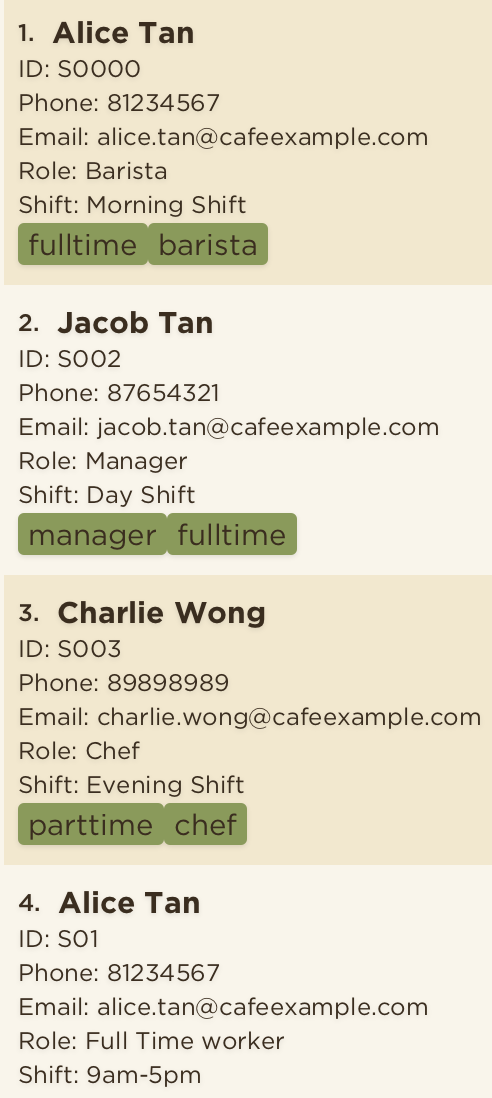 1. Alice Tan
ID: S0000
Phone: 81234567
Email: alice.tan@cafeexample.com
Role: Barista
Shift: Morning Shift
fulltime barista
2. Jacob Tan
ID: S002
Phone: 87654321
Email: jacob.tan@cafeexample.com
Role: Manager
Shift: Day Shift
manager fulltime
3. Charlie Wong
ID: S003
Phone: 89898989
Email: charlie.wong@cafeexample.com
Role: Chef
Shift: Evening Shift
parttime chef
4. Alice Tan
ID: S01
Phone: 81234567
Email: alice.tan@cafeexample.com
Role: Full Time worker
Shift: 9am-5pm